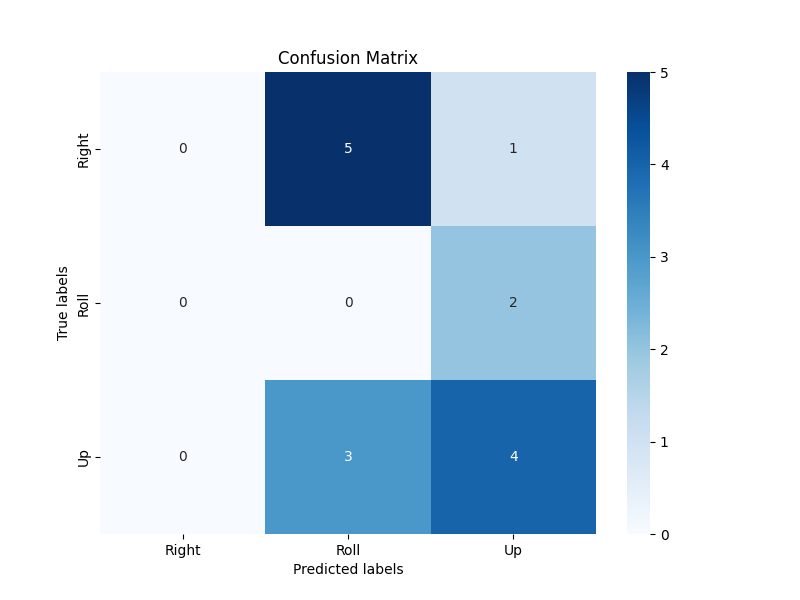 Confusion Matrix
True labels
Right
0 5 1
Roll
0 0 2
Up
0 3 4
Right Roll Up
Predicted labels
5
4
3
2
1
0